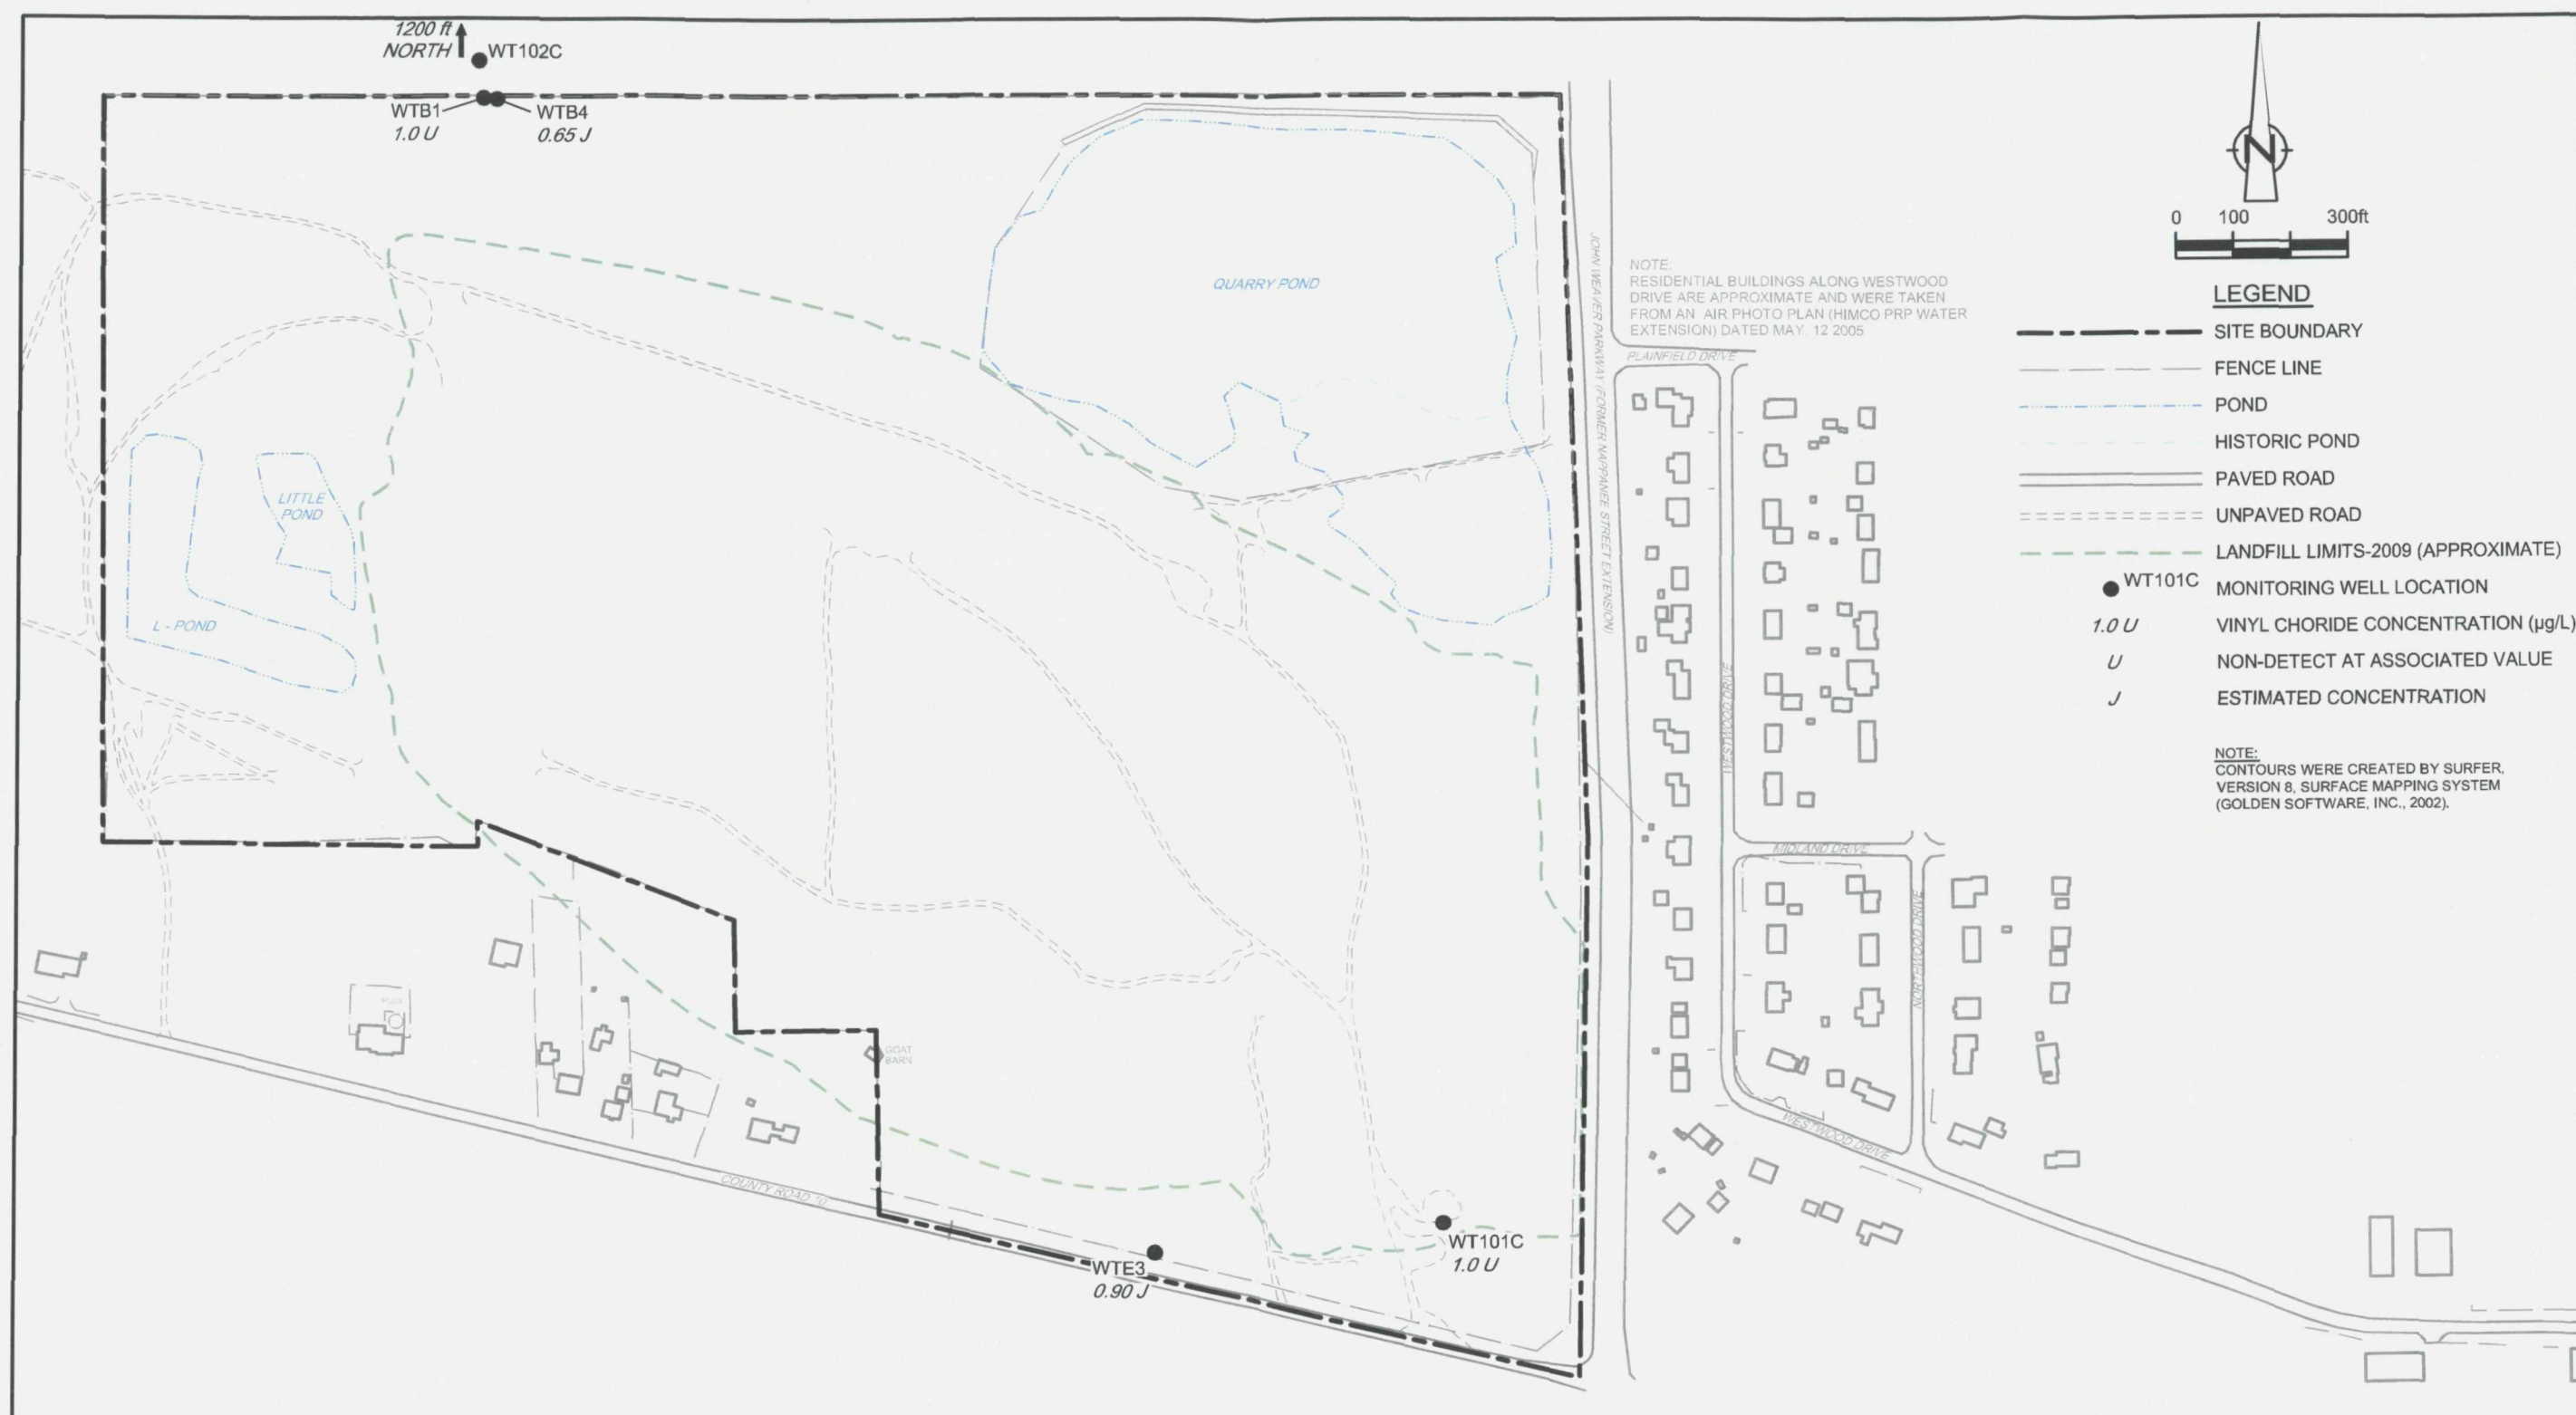 1200 ft
NORTH
WT102C
WTB1
1.0 U
WTB4
0.65 J
N
0 100 300ft
QUARRY POND
JOHN WEAVER PARKWAY (FORMER NAPPANEE STREET EXTENSION)
NOTE:
RESIDENTIAL BUILDINGS ALONG WESTWOOD
DRIVE ARE APPROXIMATE AND WERE TAKEN
FROM AN AIR PHOTO PLAN (HIMCO PRP WATER
EXTENSION) DATED MAY. 12 2005
PLAINFIELD DRIVE
LEGEND
SITE BOUNDARY
FENCE LINE
POND
HISTORIC POND
PAVED ROAD
UNPAVED ROAD
LANDFILL LIMITS-2009 (APPROXIMATE)
WT101C MONITORING WELL LOCATION
1.0 U VINYL CHORIDE CONCENTRATION (µg/L)
U NON-DETECT AT ASSOCIATED VALUE
J ESTIMATED CONCENTRATION
NOTE:
CONTOURS WERE CREATED BY SURFER,
VERSION 8, SURFACE MAPPING SYSTEM
(GOLDEN SOFTWARE, INC., 2002).
LITTLE
POND
L - POND
WESTWOOD DRIVE
MIDLAND DRIVE
NORTHWOOD DRIVE
POOL
GOAT
BARN
WESTWOOD DRIVE
COUNTY ROAD 10
WT101C
1.0 U
WTE3
0.90 J